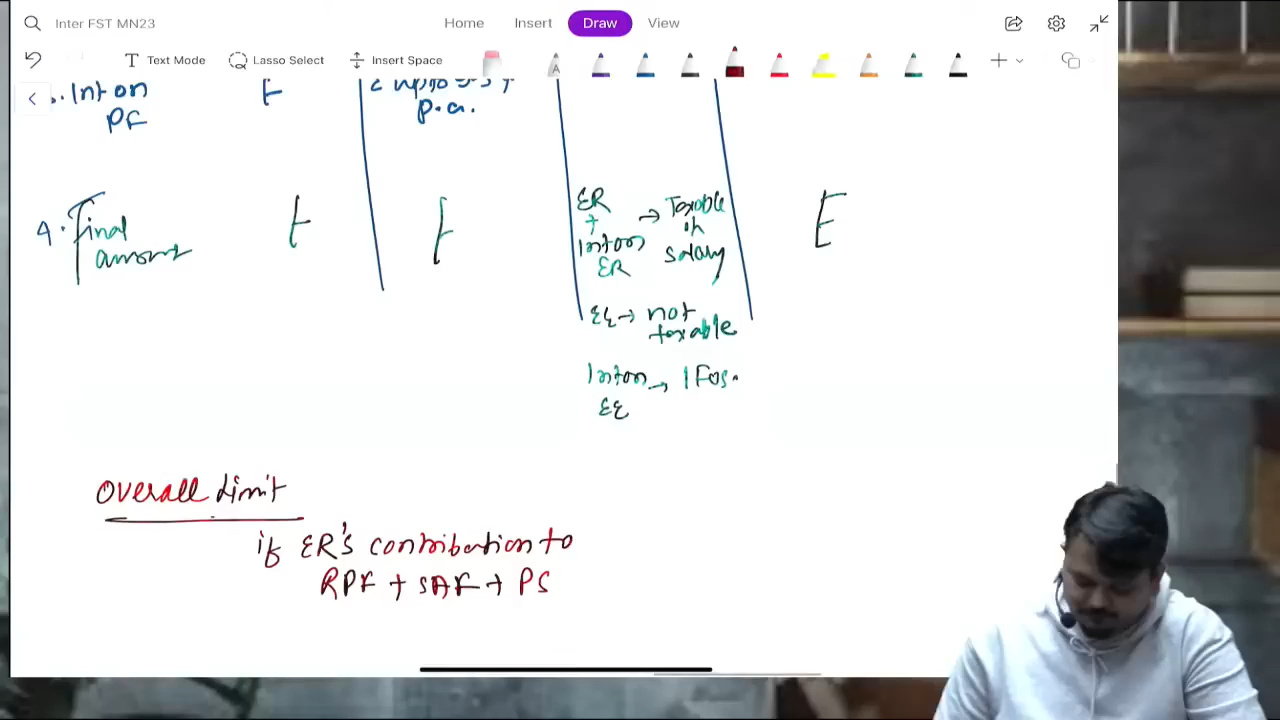 Inter FST MN23
Home Insert Draw View
Text Mode Lasso Select Insert Space
Int on E upto p.a.
PF
4. Final amount E E
ER + Int on ER → Taxable in salary
E
EE → not taxable
Int on EE → IFOS.
Overall limit
if ER's contribution to
RPF + SAF + PS